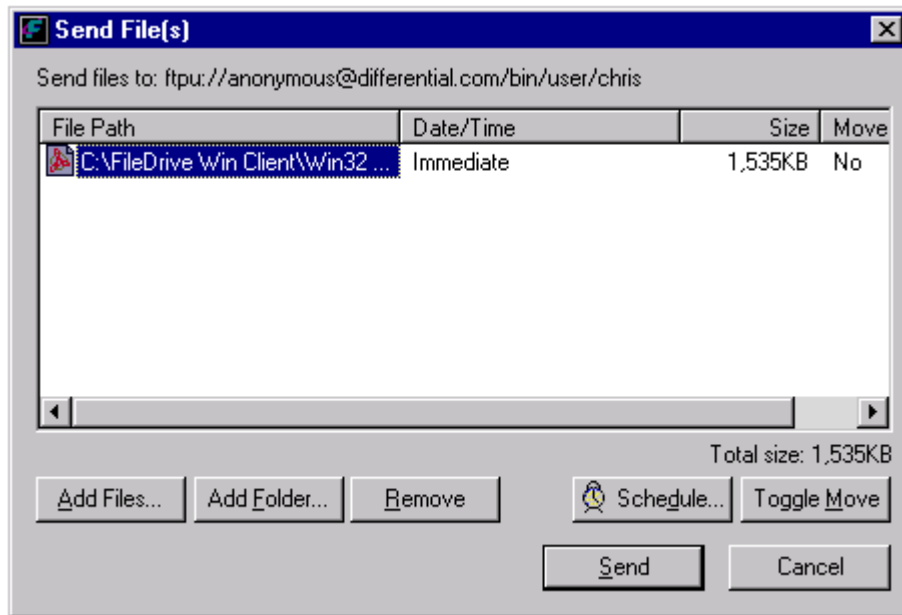 Send File(s)
Send files to: ftpu://anonymous@differential.com/bin/user/chris
File Path Date/Time Size Move
C:\FileDrive Win Client\Win32 ... Immediate 1,535KB No
Total size: 1,535KB
Add Files... Add Folder... Remove Schedule... Toggle Move
Send Cancel